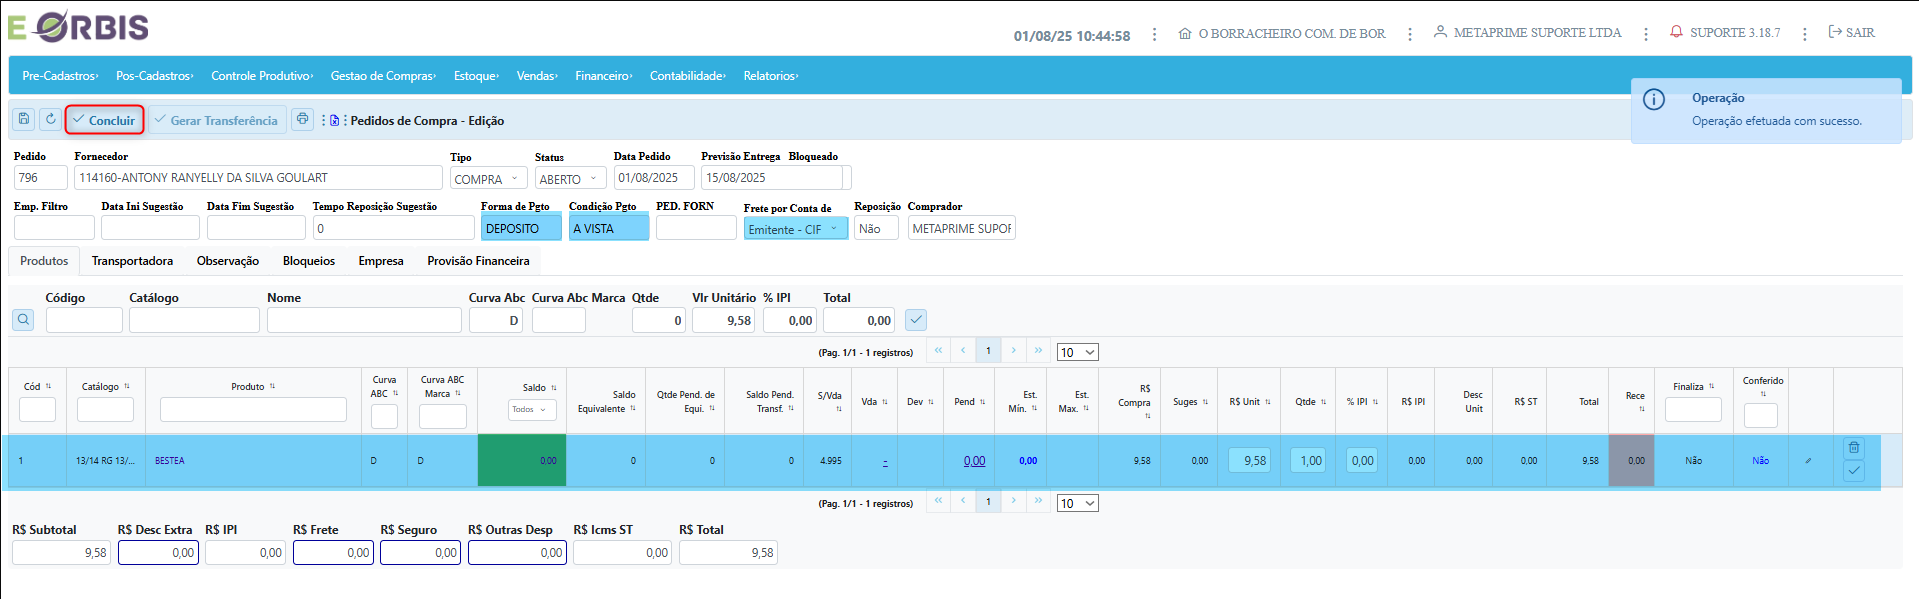 E ORBIS
01/08/25 10:44:58 O BORRACHEIRO COM. DE BOR METAPRIME SUPORTE LTDA SUPORTE 3.18.7 SAIR
Pre-Cadastros Pos-Cadastros Controle Produtivo Gestao de Compras Estoque Vendas Financeiro Contabilidade Relatorios
Operação
Operação efetuada com sucesso.
Concluir Gerar Transferência Pedidos de Compra - Edição
Pedido Fornecedor Tipo Status Data Pedido Previsão Entrega Bloqueado
796 114160-ANTONY RANYELLY DA SILVA GOULART COMPRA ABERTO 01/08/2025 15/08/2025
Emp. Filtro Data Ini Sugestão Data Fim Sugestão Tempo Reposição Sugestão Forma de Pgto Condição Pgto PED. FORN Frete por Conta de Reposição Comprador
0 DEPOSITO A VISTA Emitente - CIF Não METAPRIME SUPOR
Produtos Transportadora Observação Bloqueios Empresa Provisão Financeira
Código Catálogo Nome Curva Abc Curva Abc Marca Qtde Vlr Unitário % IPI Total
D 0 9,58 0,00 0,00
(Pag. 1/1 - 1 registros) « ‹ 1 › » 10
Cód Catálogo Produto Curva ABC Curva ABC Marca Saldo Todos Saldo Equivalente Qtde Pend. de Equi. Saldo Pend. Transf. S/Vda Vda Dev Pend Est. Mín. Est. Max. R$ Compra Suges R$ Unit Qtde % IPI R$ IPI Desc Unit R$ ST Total Rece Finaliza Conferido
1 13/14 RG 13/... BESTEA D D 0,00 0 0 0 4.995 - 0,00 0,00 9,58 0,00 9,58 1,00 0,00 0,00 0,00 0,00 9,58 0,00 Não Não
(Pag. 1/1 - 1 registros) « ‹ 1 › » 10
R$ Subtotal R$ Desc Extra R$ IPI R$ Frete R$ Seguro R$ Outras Desp R$ Icms ST R$ Total
9,58 0,00 0,00 0,00 0,00 0,00 0,00 9,58